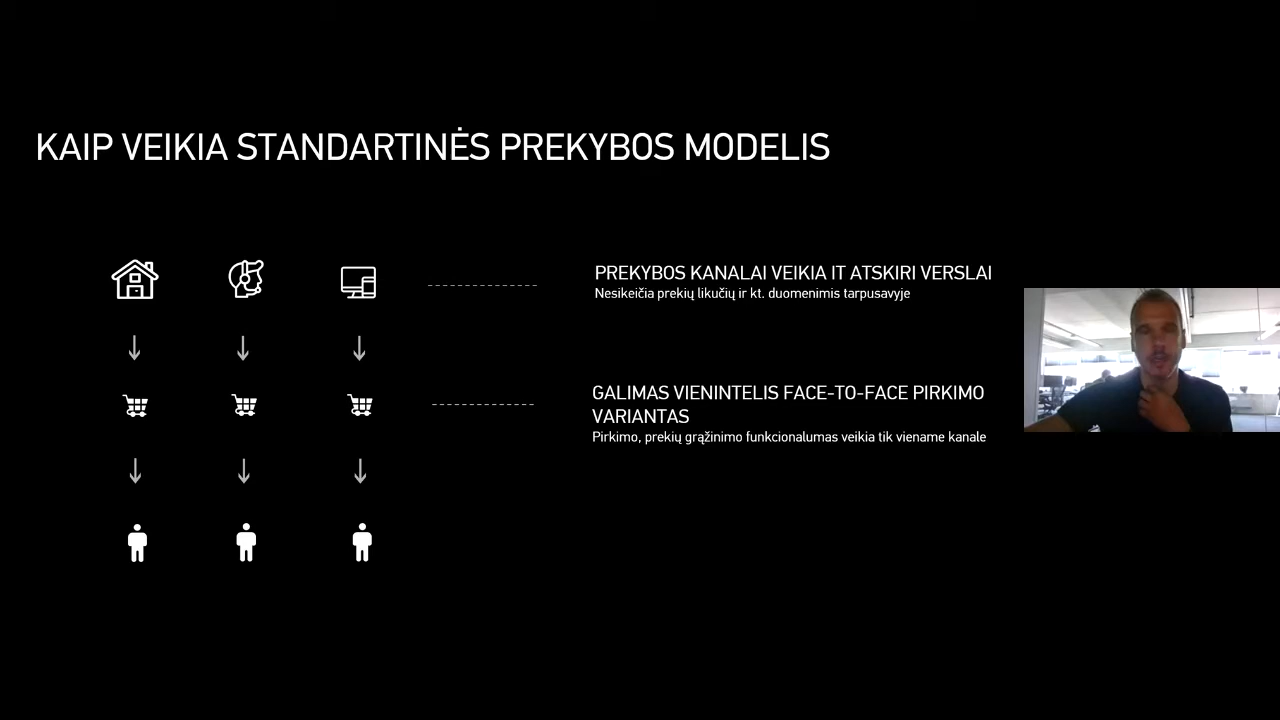 KAIP VEIKIA STANDARTINĖS PREKYBOS MODELIS
PREKYBOS KANALAI VEIKIA IT ATSKIRI VERSLAI
Nesikeičia prekių likučių ir kt. duomenimis tarpusavyje
GALIMAS VIENINTELIS FACE-TO-FACE PIRKIMO
VARIANTAS
Pirkimo, prekių grąžinimo funkcionalumas veikia tik viename kanale